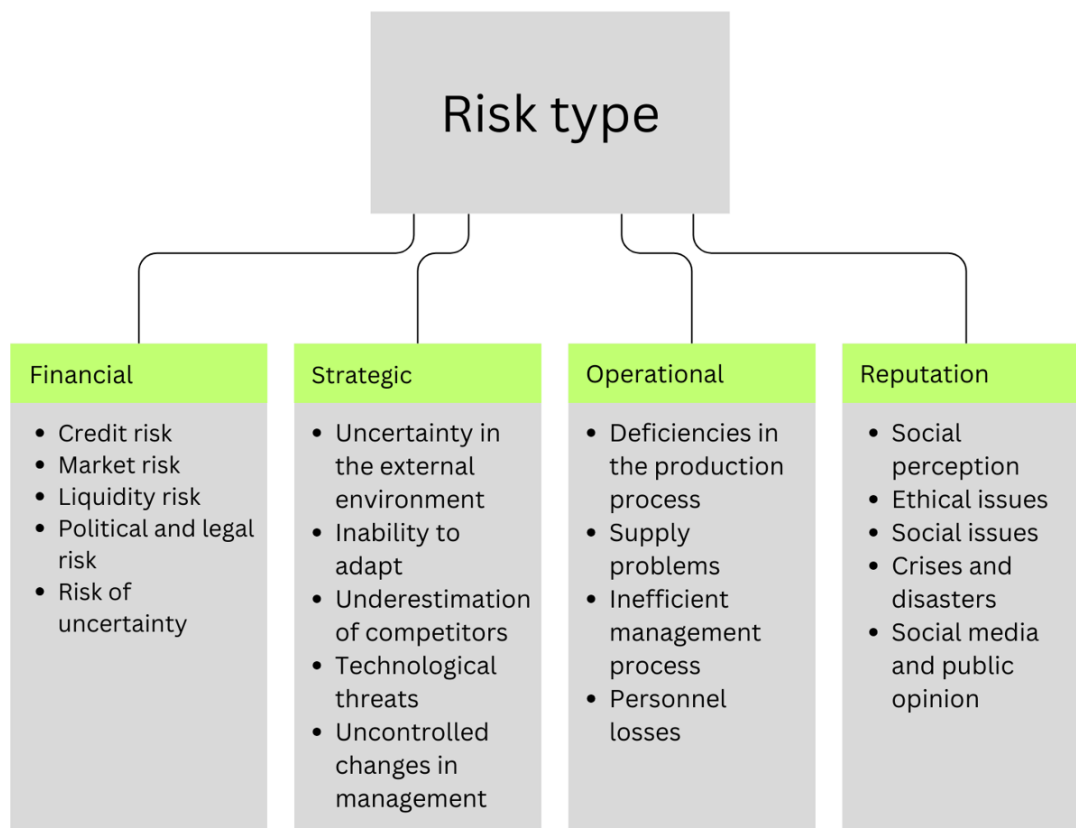 Risk type
Financial
• Credit risk
• Market risk
• Liquidity risk
• Political and legal
risk
• Risk of
uncertainty
Strategic
• Uncertainty in
the external
environment
• Inability to
adapt
• Underestimation
of competitors
• Technological
threats
• Uncontrolled
changes in
management
Operational
• Deficiencies in
the production
process
• Supply
problems
• Inefficient
management
process
• Personnel
losses
Reputation
• Social
perception
• Ethical issues
• Social issues
• Crises and
disasters
• Social media
and public
opinion